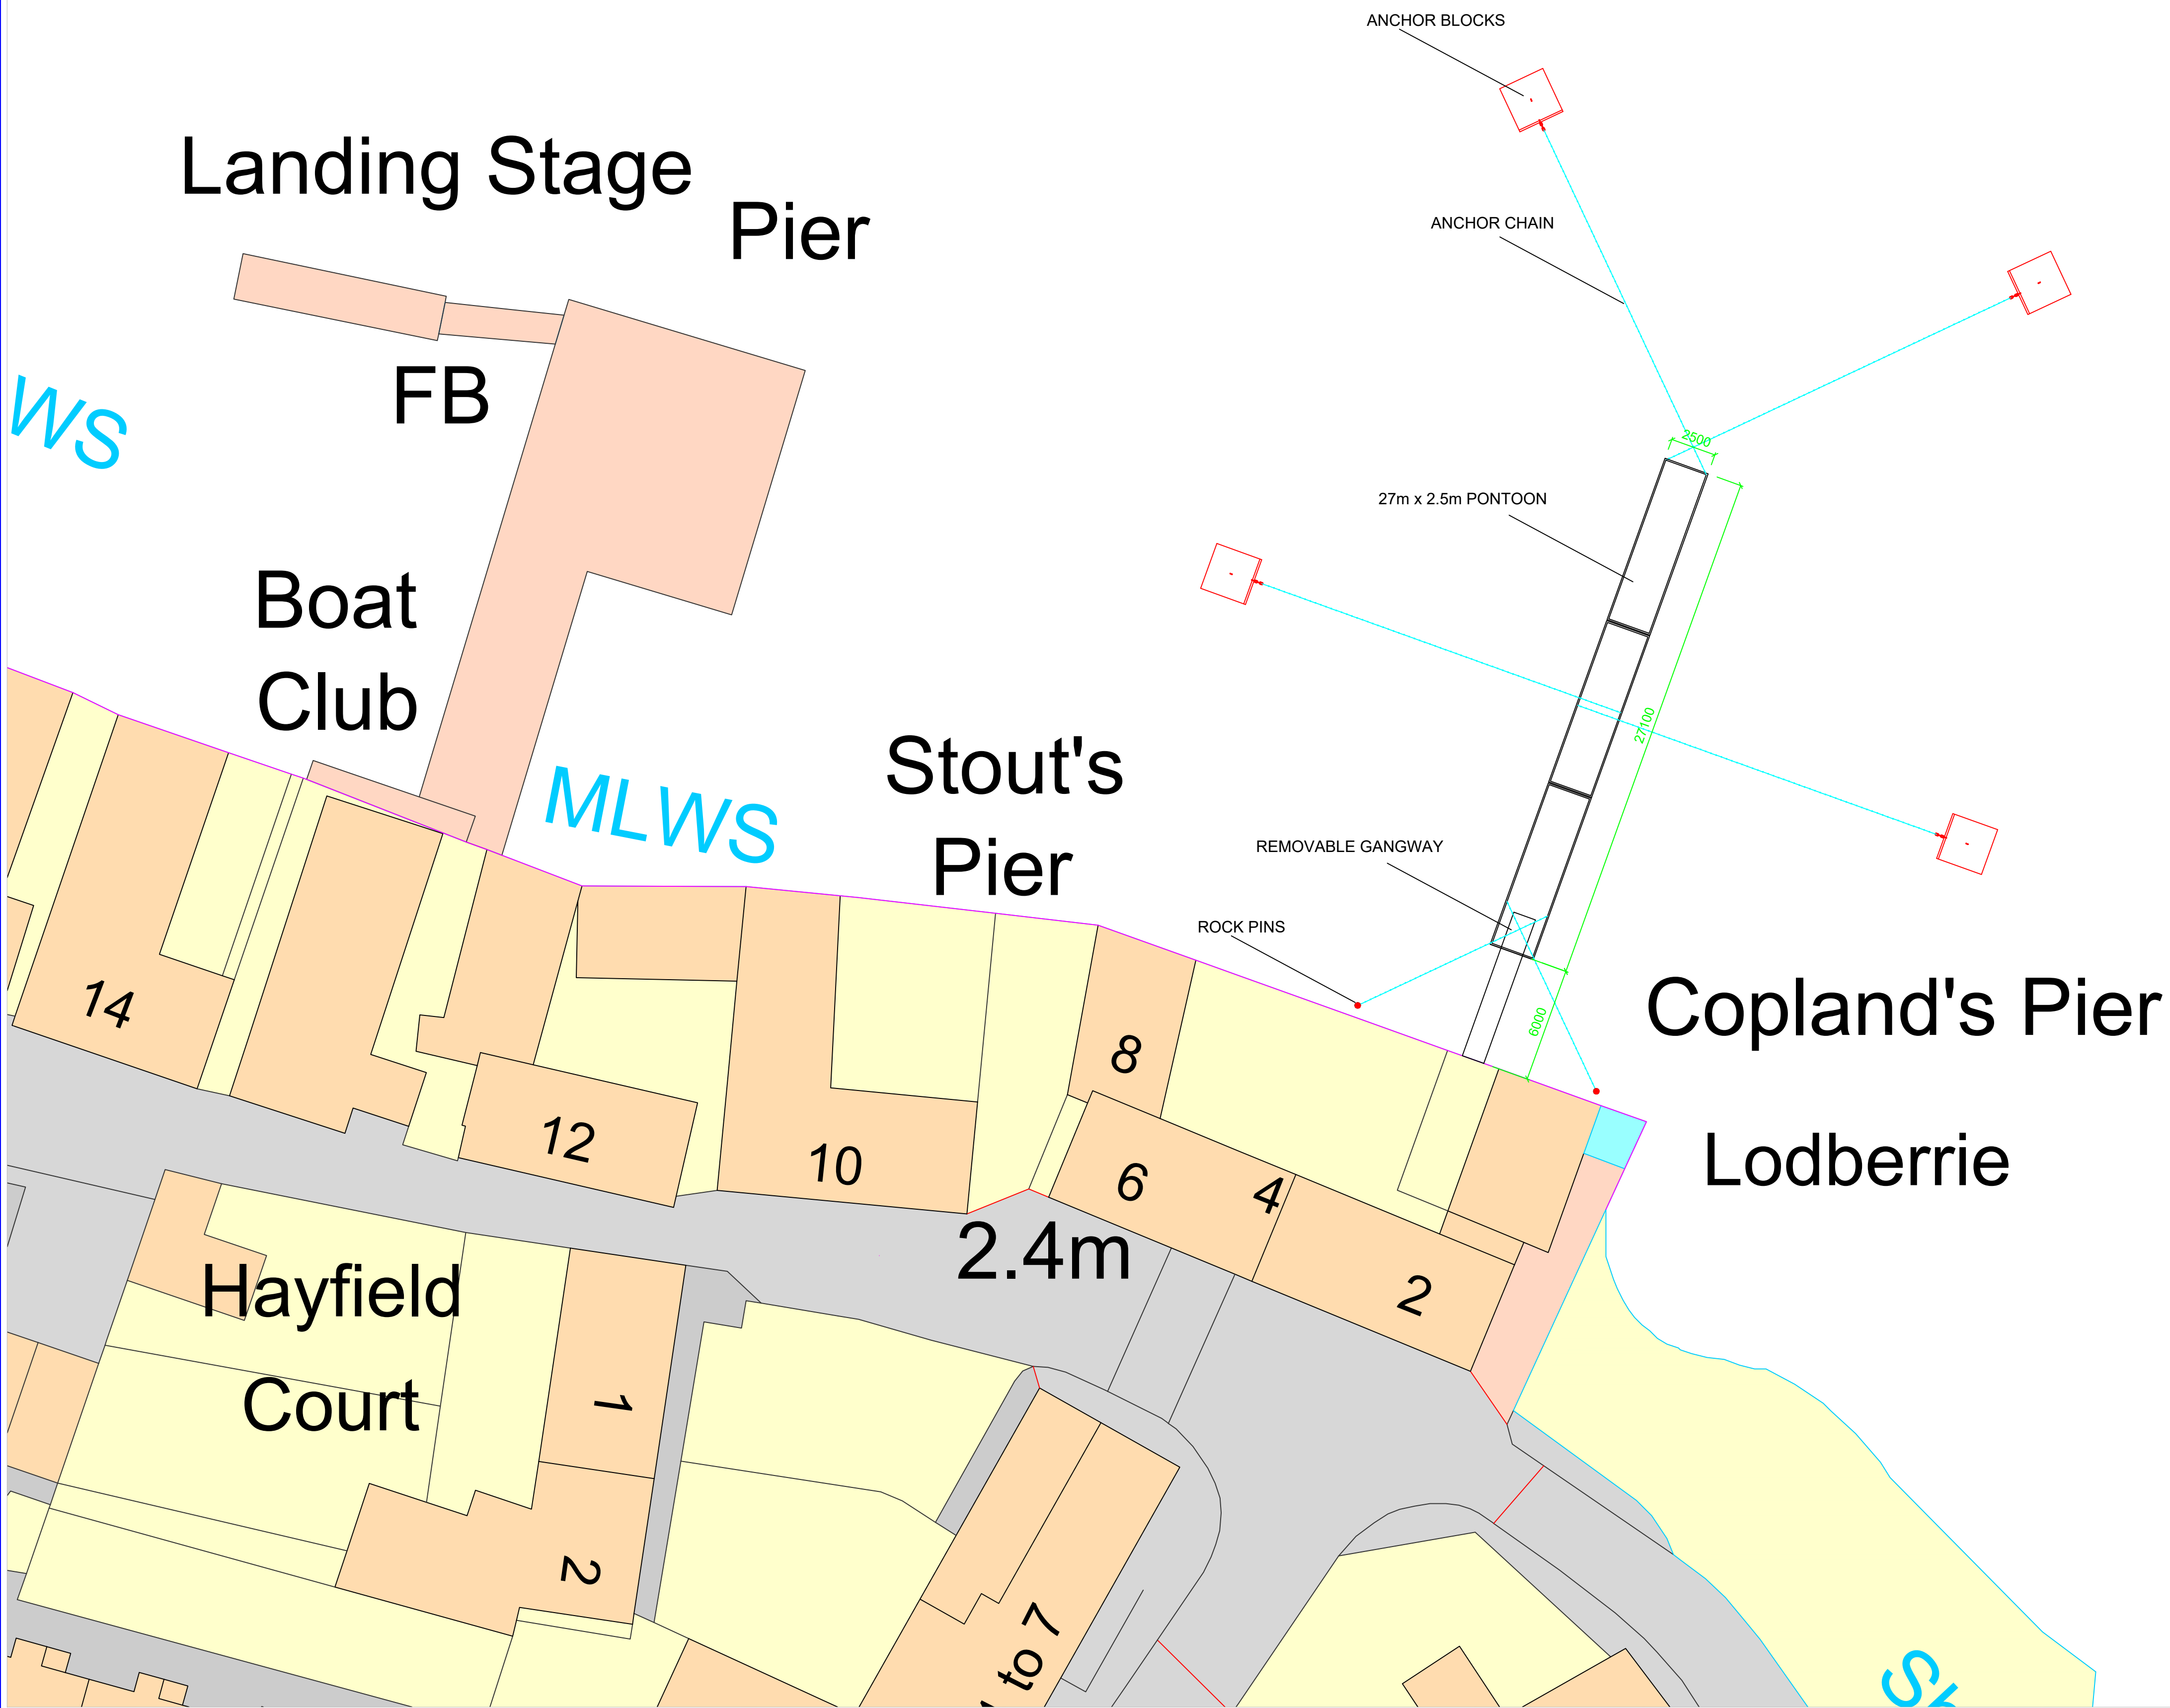 ANCHOR BLOCKS
Landing Stage
Pier
ANCHOR CHAIN
FB
WS
2500
27m x 2.5m PONTOON
Boat
Club
27100
Stout's
Pier
MLWS
REMOVABLE GANGWAY
ROCK PINS
6000
Copland's Pier
14
8
12
10
6
4
Lodberrie
2.4m
2
Hayfield
Court
1
2
to 7